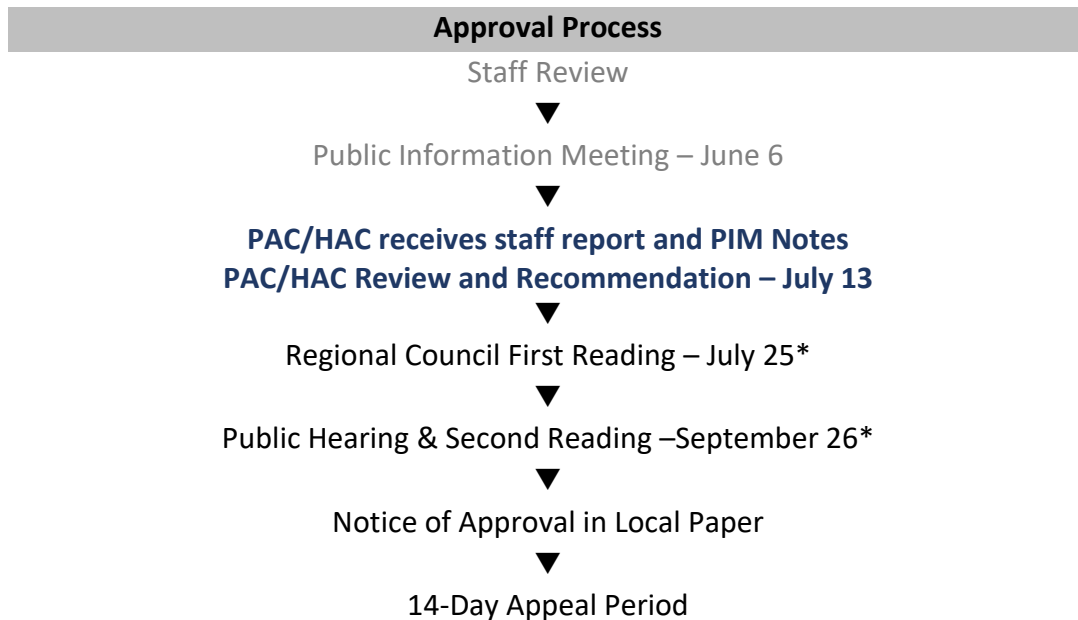 Approval Process
Staff Review
Public Information Meeting – June 6
PAC/HAC receives staff report and PIM Notes
PAC/HAC Review and Recommendation – July 13
Regional Council First Reading – July 25*
Public Hearing & Second Reading –September 26*
Notice of Approval in Local Paper
14-Day Appeal Period